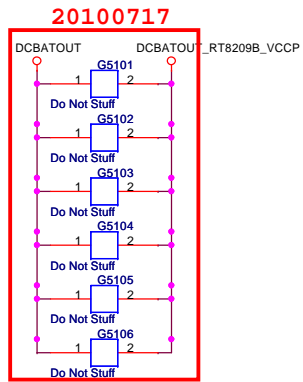 20100717
DCBATOUT DCBATOUT_RT8209B_VCCP
G5101
1 2
Do Not Stuff
G5102
1 2
Do Not Stuff
G5103
1 2
Do Not Stuff
G5104
1 2
Do Not Stuff
G5105
1 2
Do Not Stuff
G5106
1 2
Do Not Stuff